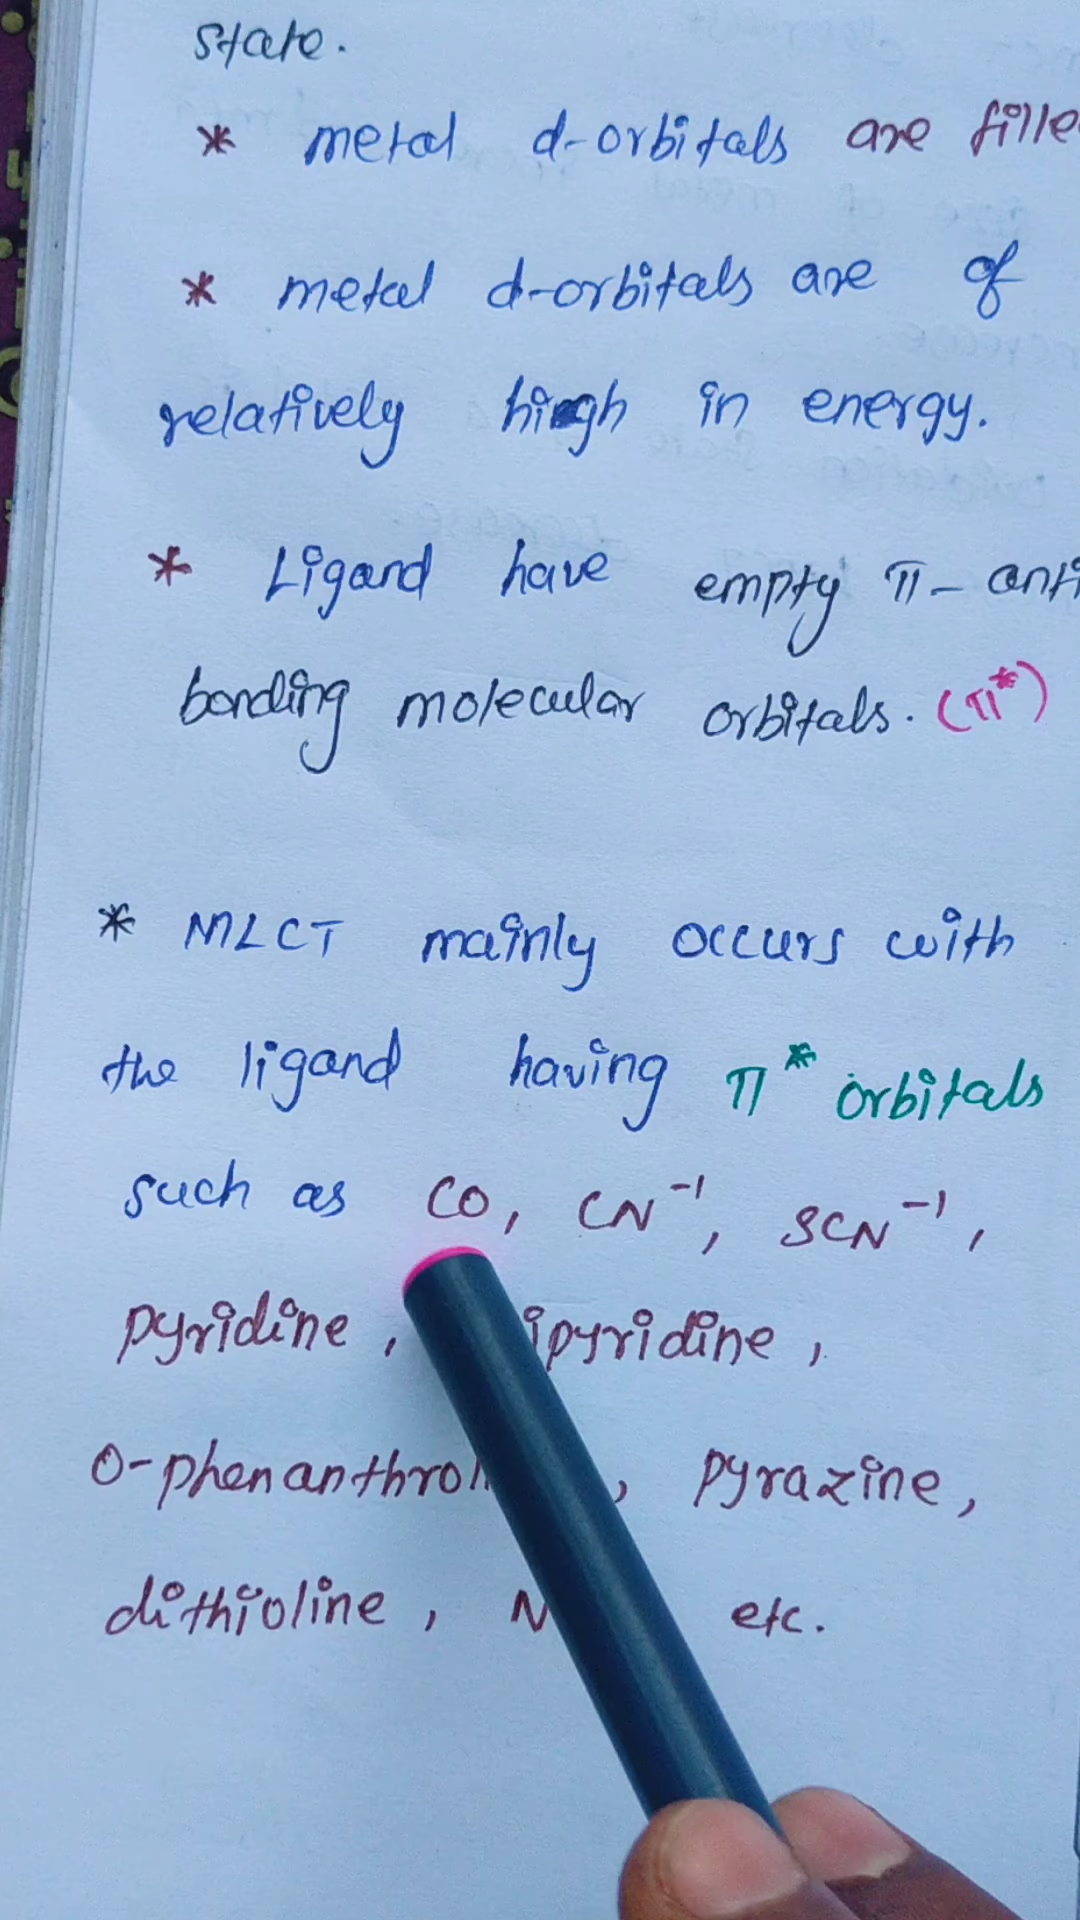 state.
* metal d-orbitals are fille
* metal d-orbitals are of
relatively high in energy.
* Ligand have empty π- anti
bonding molecular orbitals. (π*)
* MLCT mainly occurs with
the ligand having π* orbitals
such as CO, CN⁻¹, SCN⁻¹,
pyridine, ipyridine,
O-phenanthrol , pyrazine,
dithioline, N etc.